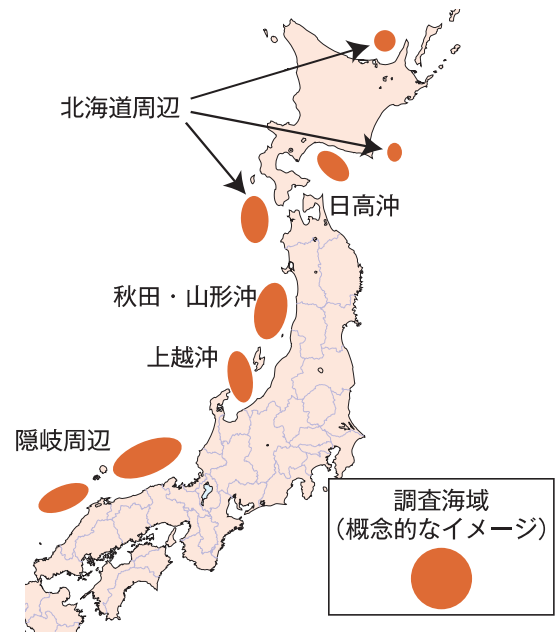 北海道周辺
日高沖
秋田・山形沖
上越沖
隠岐周辺
調査海域
（概念的なイメージ）